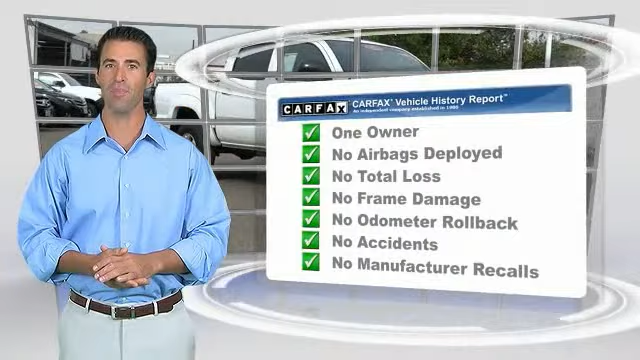 CARFAX CARFAX™ Vehicle History Report™
An independent company established in 1986
One Owner
No Airbags Deployed
No Total Loss
No Frame Damage
No Odometer Rollback
No Accidents
No Manufacturer Recalls